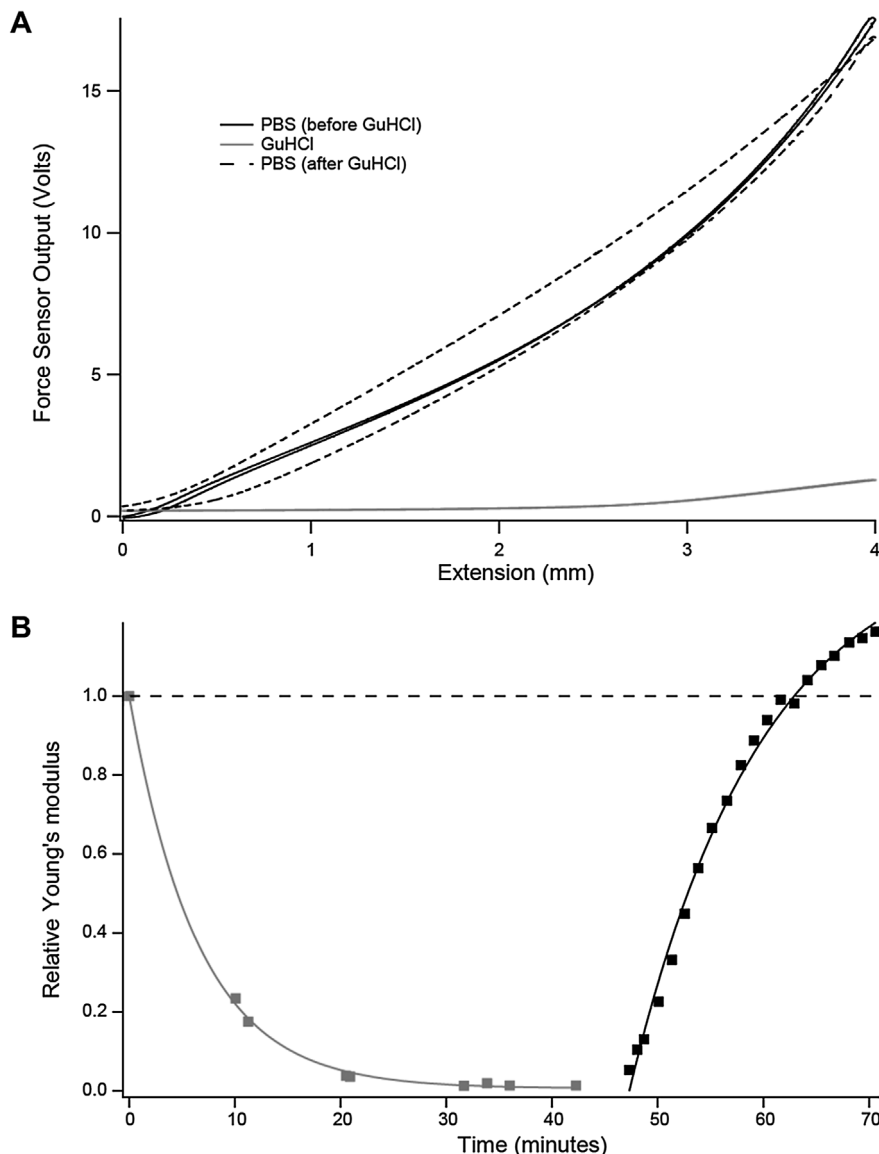 A
15
10
5
0
Force Sensor Output (Volts)
PBS (before GuHCl)
GuHCl
PBS (after GuHCl)
0 1 2 3 4
Extension (mm)
B
1.0
0.8
0.6
0.4
0.2
0.0
Relative Young's modulus
0 10 20 30 40 50 60 70
Time (minutes)